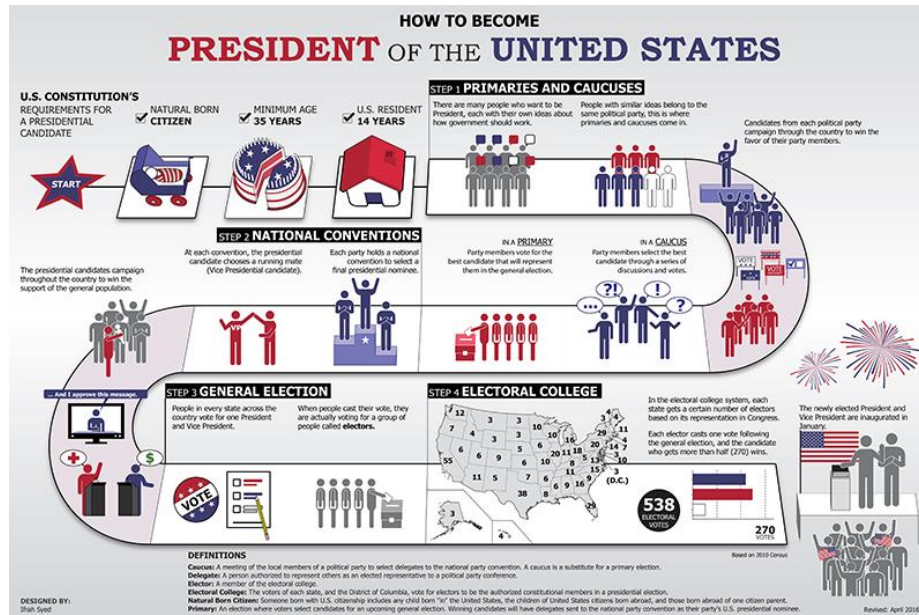 HOW TO BECOME
PRESIDENT OF THE UNITED STATES
U.S. CONSTITUTION'S
REQUIREMENTS FOR
A PRESIDENTIAL
CANDIDATE
NATURAL BORN
CITIZEN
MINIMUM AGE
35 YEARS
U.S. RESIDENT
14 YEARS
START
STEP 1 PRIMARIES AND CAUCUSES
There are many people who want to be
President, each with their own ideas about
how government should work.
People with similar ideas belong to the
same political party, this is where
primaries and caucuses come in.
Candidates from each political party
campaign through the country to win the
favor of their party members.
VOTE
IN A PRIMARY
Party members vote for the
best candidate that will represent
them in the general election.
IN A CAUCUS
Party members select the best
candidate through a series of
discussions and votes.
...
?!
!
?
STEP 2 NATIONAL CONVENTIONS
At each convention, the presidential
candidate chooses a running mate
(Vice Presidential candidate).
Each party holds a national
convention to select a
final presidential nominee.
VP
The presidential candidates campaign
throughout the country to win the
support of the general population.
... And I approve this message.
$
STEP 3 GENERAL ELECTION
People in every state across the
country vote for one President
and Vice President.
When people cast their vote, they
are actually voting for a group of
people called electors.
VOTE
STEP 4 ELECTORAL COLLEGE
In the electoral college system, each
state gets a certain number of electors
based on its representation in Congress.
Each elector casts one vote following
the general election, and the candidate
who gets more than half (270) wins.
12
7
4
55
3
(D.C.)
38
29
3
4
538
ELECTORAL
VOTES
270
VOTES
Based on 2010 Census
The newly elected President and
Vice President are inaugurated in
January.
DEFINITIONS
Caucus: A meeting of the local members of a political party to select delegates to the national party convention. A caucus is a substitute for a primary election.
Delegate: A person authorized to represent others as an elected representative to a political party conference.
Elector: A member of the electoral college.
Electoral College: The voters of each state, and the District of Columbia, vote for electors to be the authorized constitutional members in a presidential election.
Natural Born Citizen: Someone born with U.S. citizenship includes any child born "in" the United States, the children of United States citizens born abroad, and those born abroad of one citizen parent.
Primary: An election where voters select candidates for an upcoming general election. Winning candidates will have delegates sent to the national party convention as their party's U.S. presidential nominee.
DESIGNED BY:
Ifrah Syed